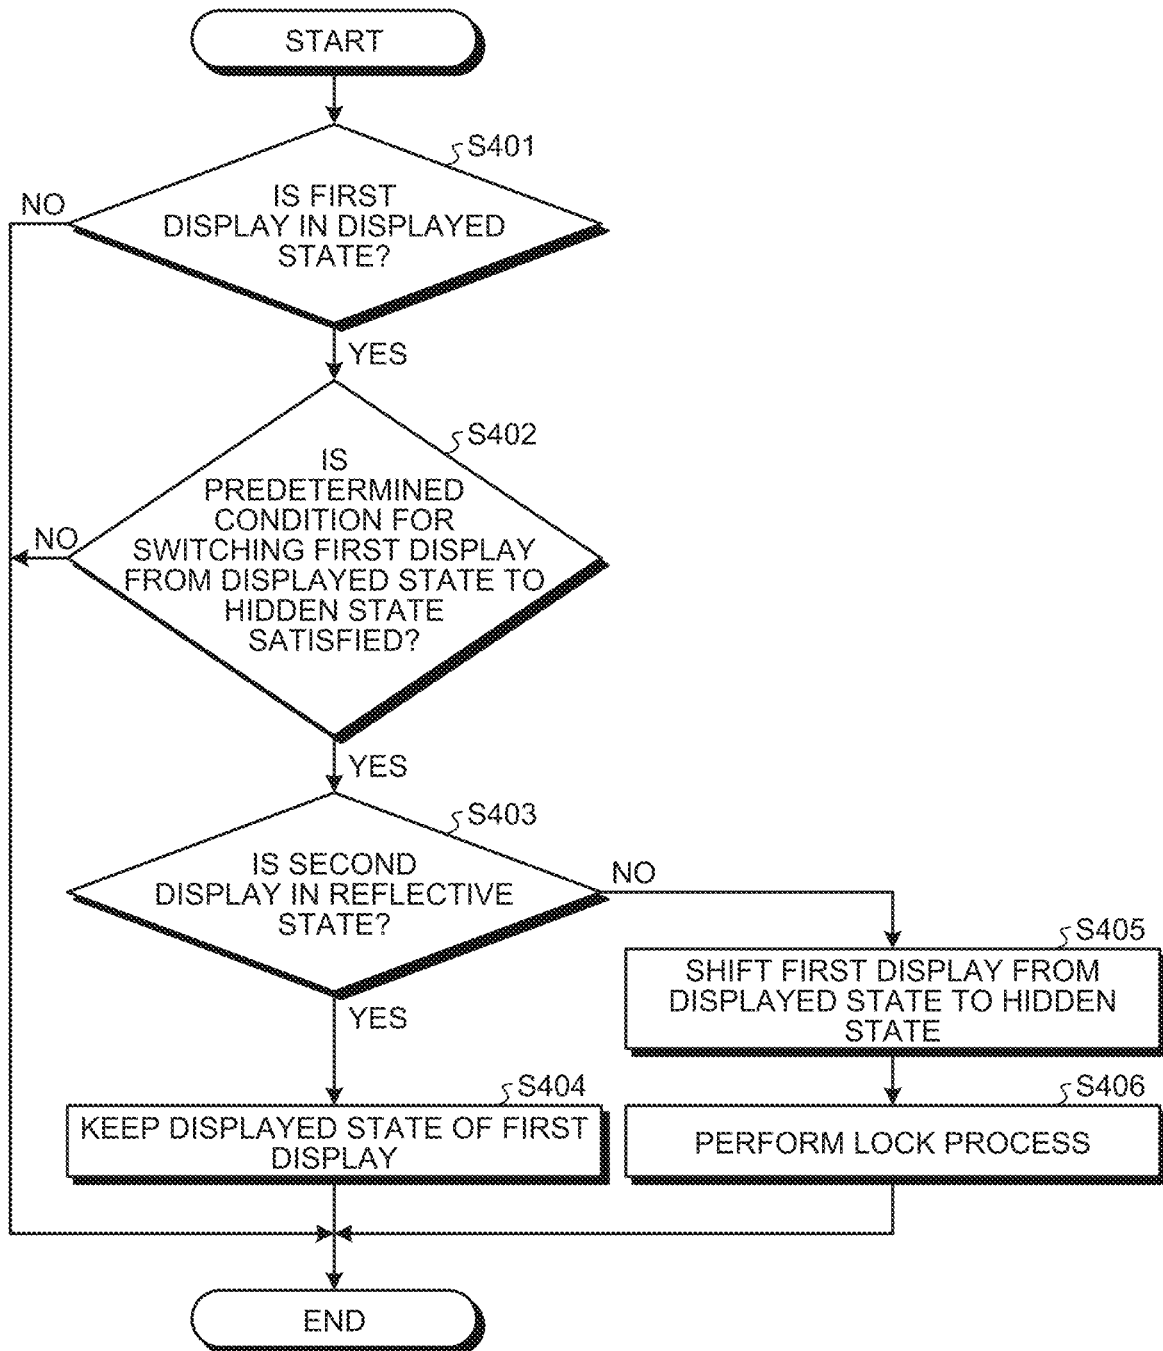 START
S401
NO
IS FIRST
DISPLAY IN DISPLAYED
STATE?
YES
S402
NO
IS
PREDETERMINED
CONDITION FOR
SWITCHING FIRST DISPLAY
FROM DISPLAYED STATE TO
HIDDEN STATE
SATISFIED?
YES
S403
IS SECOND
DISPLAY IN REFLECTIVE
STATE?
NO
YES
S405
SHIFT FIRST DISPLAY FROM
DISPLAYED STATE TO HIDDEN
STATE
S404
KEEP DISPLAYED STATE OF FIRST
DISPLAY
S406
PERFORM LOCK PROCESS
END